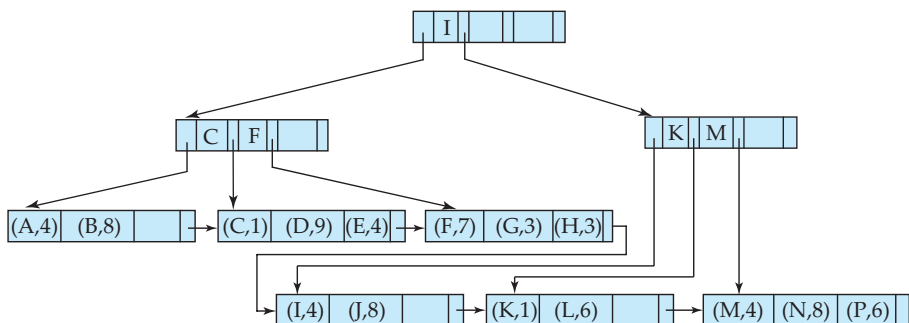 I
C F
K M
(A,4) (B,8)
(C,1) (D,9) (E,4)
(F,7) (G,3) (H,3)
(I,4) (J,8)
(K,1) (L,6)
(M,4) (N,8) (P,6)